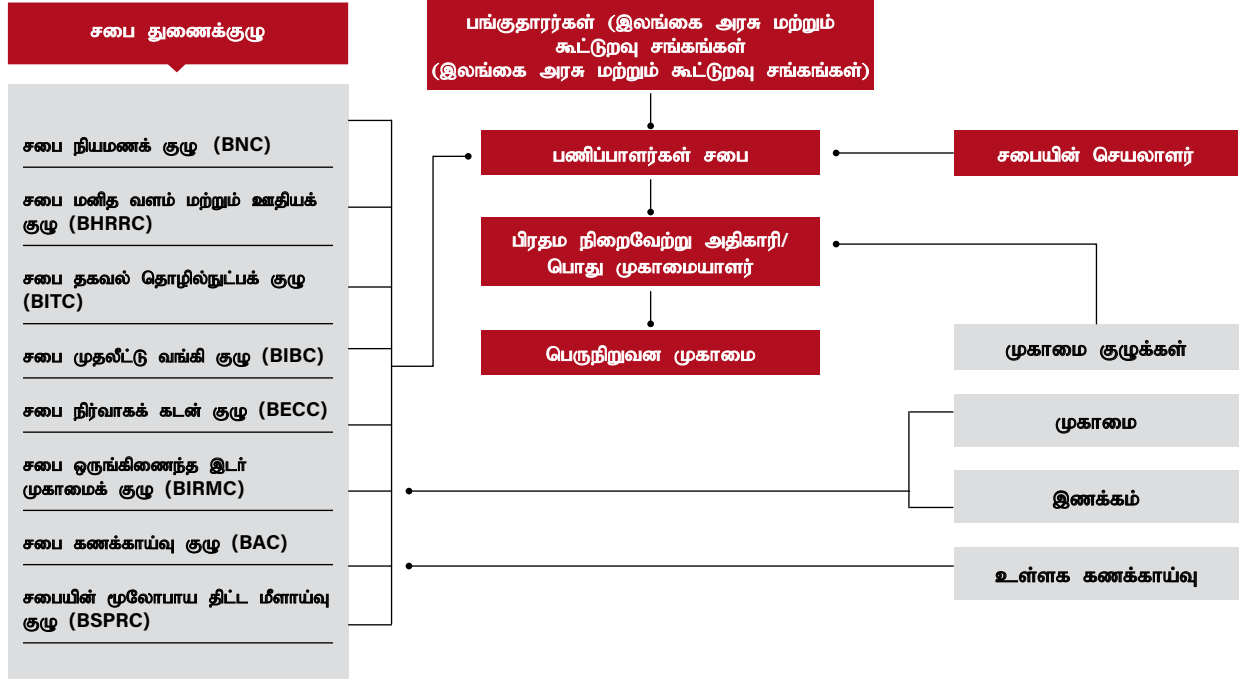 சபை துணைக்குழு
சபை நியமணக் குழு (BNC)
சபை மனித வளம் மற்றும் ஊதியக்
குழு (BHRRC)
சபை தகவல் தொழில்நுட்பக் குழு
(BITC)
சபை முதலீட்டு வங்கி குழு (BIBC)
சபை நிர்வாகக் கடன் குழு (BECC)
சபை ஒருங்கிணைந்த இடர்
முகாமைக் குழு (BIRMC)
சபை கணக்காய்வு குழு (BAC)
சபையின் மூலோபாய திட்ட மீளாய்வு
குழு (BSPRC)
பங்குதாரர்கள் (இலங்கை அரசு மற்றும்
கூட்டுறவு சங்கங்கள்
(இலங்கை அரசு மற்றும் கூட்டுறவு சங்கங்கள்)
பணிப்பாளர்கள் சபை
சபையின் செயலாளர்
பிரதம நிறைவேற்று அதிகாரி/
பொது முகாமையாளர்
பெருநிறுவன முகாமை
முகாமை குழுக்கள்
முகாமை
இணக்கம்
உள்ளக கணக்காய்வு